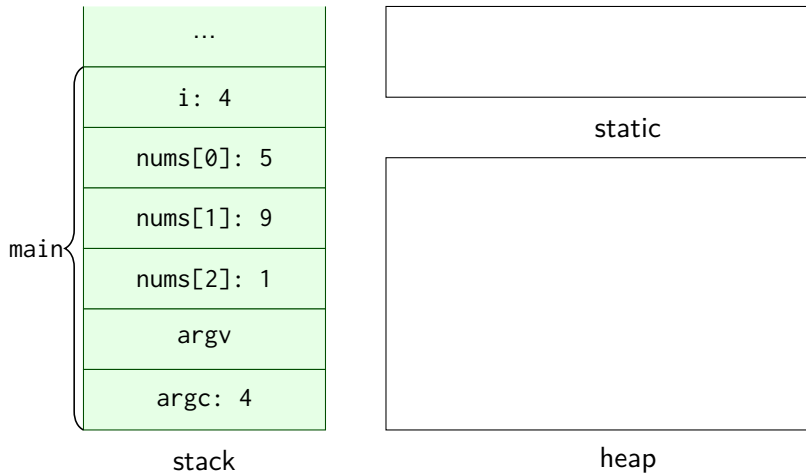 ...
i: 4
nums[0]: 5
nums[1]: 9
nums[2]: 1
argv
argc: 4
main
stack
static
heap